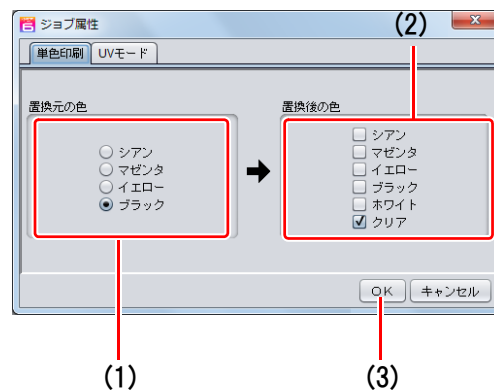 ジョブ属性
(2)
単色印刷 UVモード
置換元の色
置換後の色
シアン
マゼンタ
イエロー
ブラック
シアン
マゼンタ
イエロー
ブラック
ホワイト
クリア
OK キャンセル
(1)
(3)